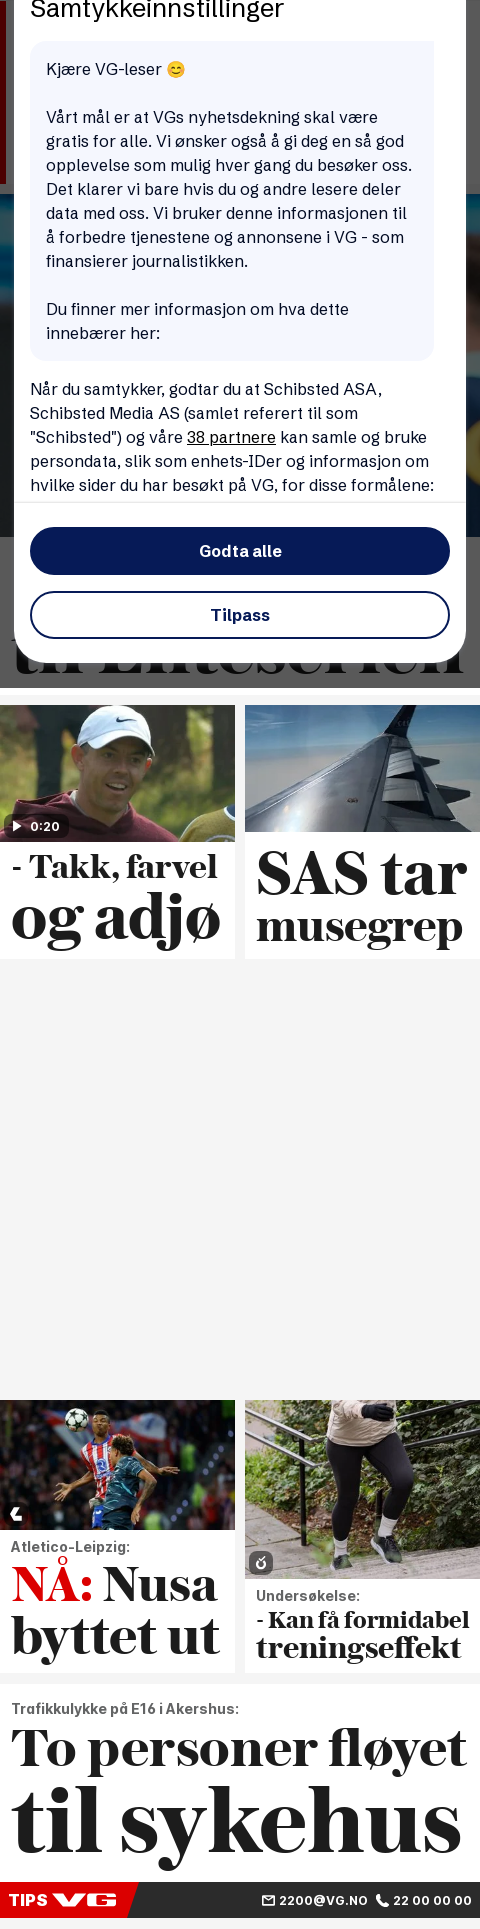 Samtykkeinnstillinger
Kjære VG-leser 😊
Vårt mål er at VGs nyhetsdekning skal være
gratis for alle. Vi ønsker også å gi deg en så god
opplevelse som mulig hver gang du besøker oss.
Det klarer vi bare hvis du og andre lesere deler
data med oss. Vi bruker denne informasjonen til
å forbedre tjenestene og annonsene i VG - som
finansierer journalistikken.
Du finner mer informasjon om hva dette
innebærer her:
Når du samtykker, godtar du at Schibsted ASA,
Schibsted Media AS (samlet referert til som
"Schibsted") og våre 38 partnere kan samle og bruke
persondata, slik som enhets-IDer og informasjon om
hvilke sider du har besøkt på VG, for disse formålene:
Godta alle
Tilpass
til Eliteserien
0:20
- Takk, farvel
og adjø
SAS tar
musegrep
Atletico-Leipzig:
NÅ: Nusa
byttet ut
Undersøkelse:
- Kan få formidabel
treningseffekt
Trafikkulykke på E16 i Akershus:
To personer fløyet
til sykehus
TIPS VG 2200@VG.NO 22 00 00 00